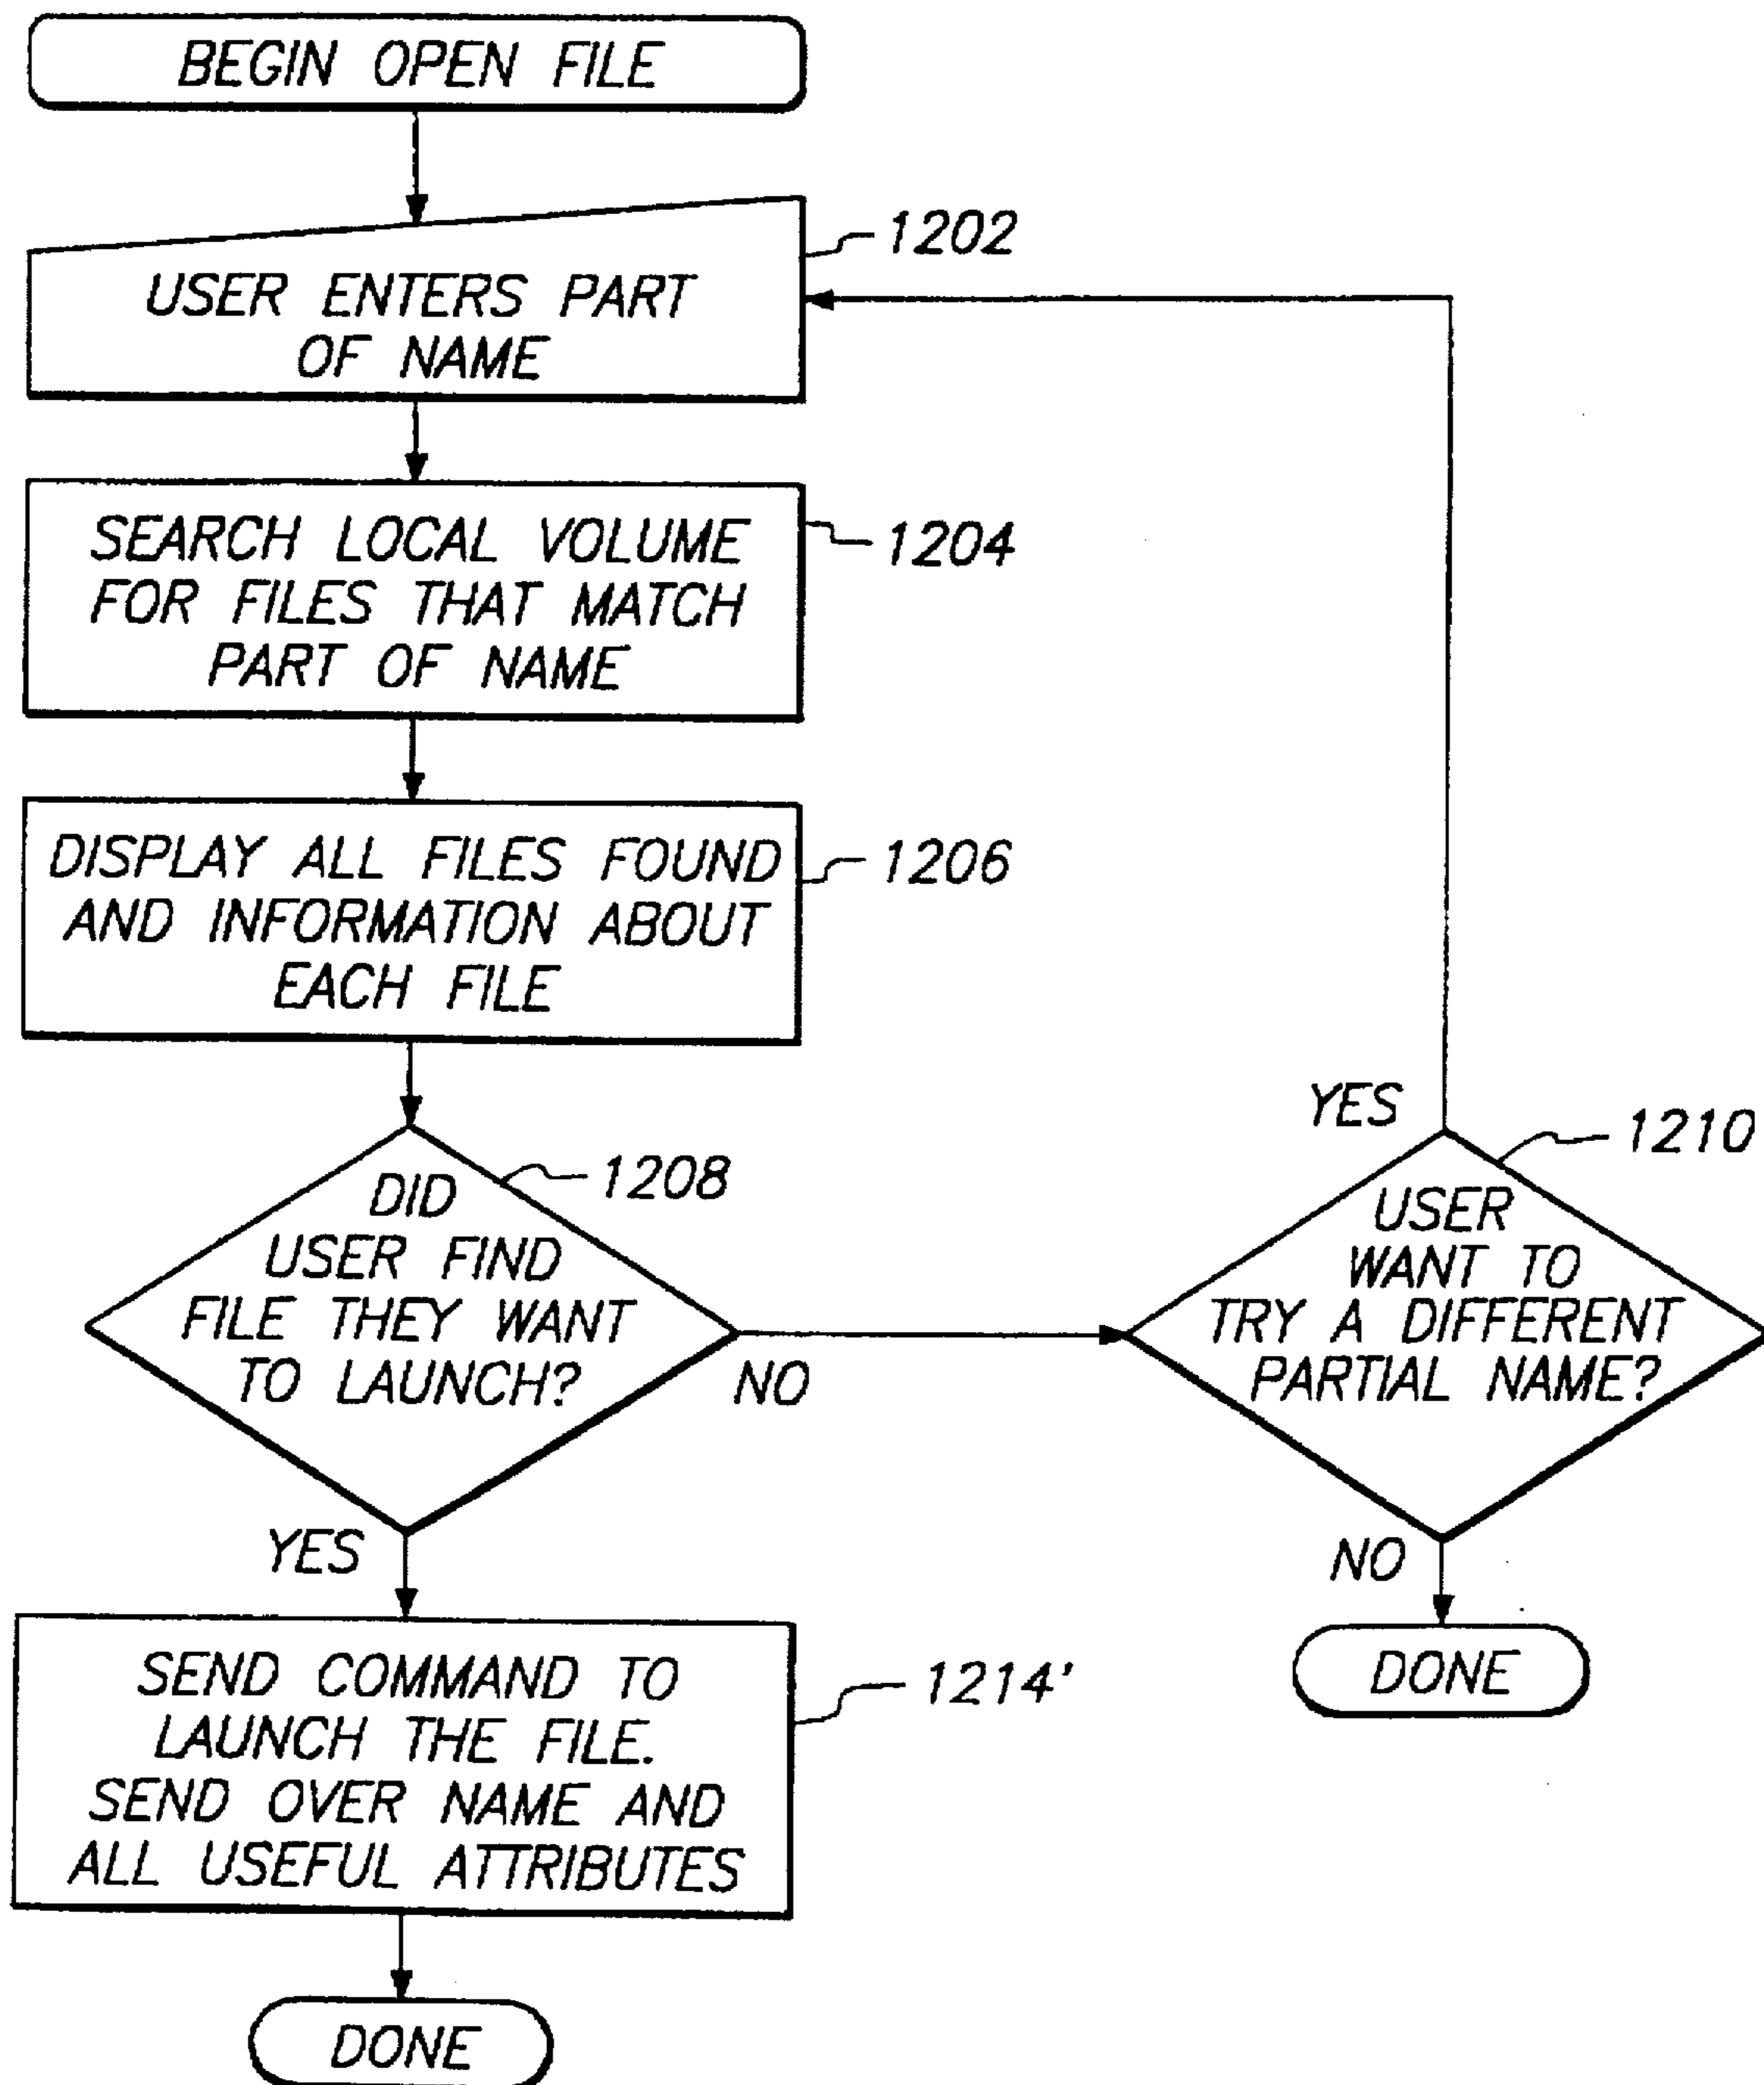 BEGIN OPEN FILE
1202
USER ENTERS PART
OF NAME
SEARCH LOCAL VOLUME
FOR FILES THAT MATCH
PART OF NAME
1204
DISPLAY ALL FILES FOUND
AND INFORMATION ABOUT
EACH FILE
1206
DID
USER FIND
FILE THEY WANT
TO LAUNCH?
1208
NO
YES
YES
1210
USER
WANT TO
TRY A DIFFERENT
PARTIAL NAME?
NO
DONE
SEND COMMAND TO
LAUNCH THE FILE.
SEND OVER NAME AND
ALL USEFUL ATTRIBUTES
1214'
DONE